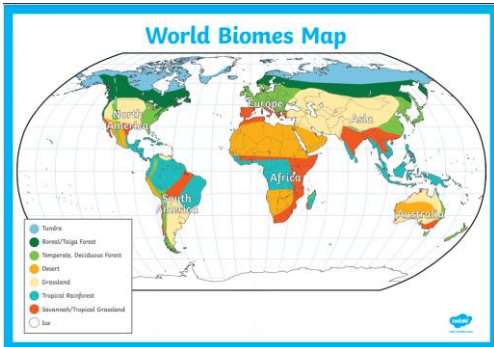 World Biomes Map
North
America
Europe
Asia
Africa
South
America
Australia
Tundra
Boreal/Taiga Forest
Temperate, Deciduous Forest
Desert
Grassland
Tropical Rainforest
Savannah/Tropical Grassland
Ice
twinkl